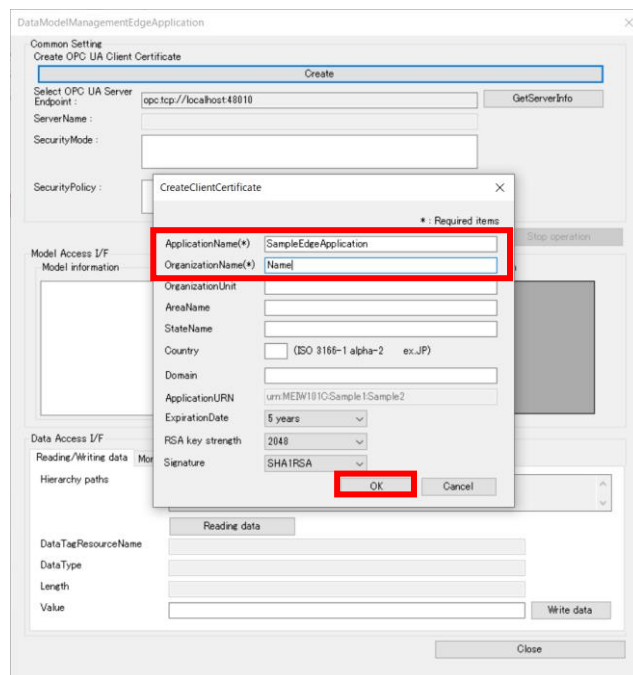 DataModelManagementEdgeApplication
Common Setting
Create OPC UA Client Certificate
Create
Select OPC UA Server
Endpoint :
opc.tcp://localhost:48010
GetServerInfo
ServerName :
SecurityMode :
SecurityPolicy :
Stop operation
Model Access I/F
Model information
CreateClientCertificate
* : Required items
ApplicationName(*) SampleEdgeApplication
OrganizationName(*) Name
OrganizationUnit
AreaName
StateName
Country (ISO 3166-1 alpha-2 ex.JP)
Domain
ApplicationURN urn:MEIW101C:Sample1:Sample2
ExpirationDate 5 years
RSA key strength 2048
Signature SHA1RSA
OK Cancel
Data Access I/F
Reading/Writing data
Hierarchy paths
Reading data
DataTagResourceName
DataType
Length
Value
Write data
Close